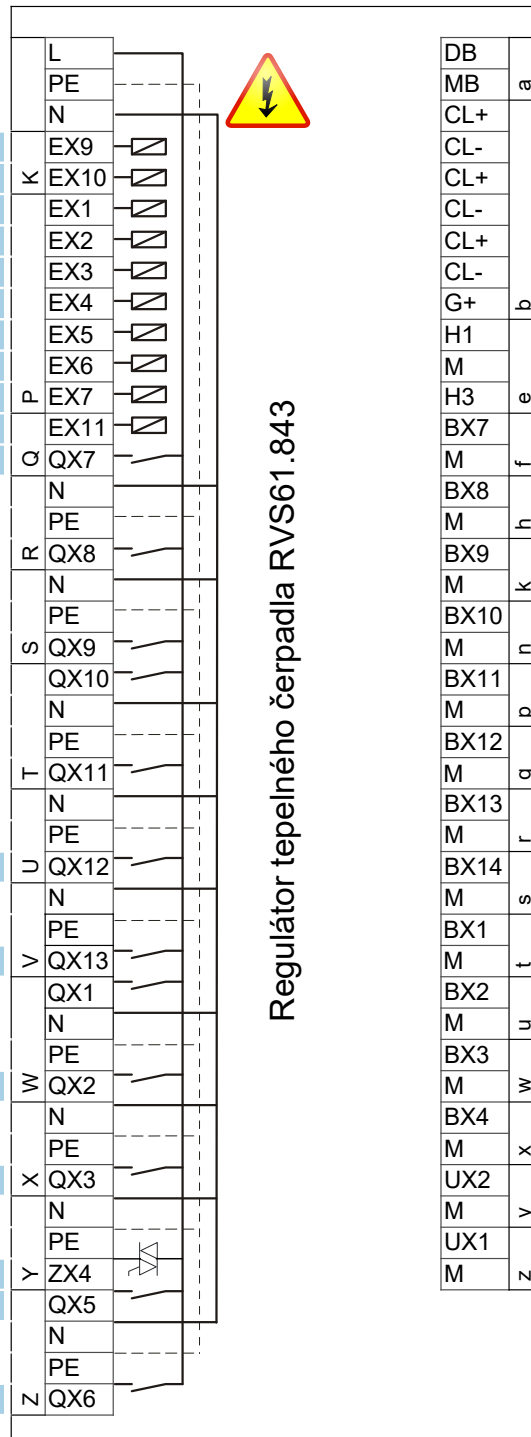 L
PE
N
EX9
K EX10
EX1
EX2
EX3
EX4
EX5
EX6
P EX7
EX11
Q QX7
N
PE
R QX8
N
PE
S QX9
QX10
N
PE
T QX11
N
PE
U QX12
N
PE
V QX13
QX1
N
PE
W QX2
N
PE
X QX3
N
PE
Y ZX4
QX5
N
PE
Z QX6
Regulátor tepelného čerpadla RVS61.843
DB
MB a
CL+
CL-
CL+
CL-
CL+
CL-
G+ b
H1
M
H3 e
BX7
M f
BX8
M h
BX9
M k
BX10
M n
BX11
M p
BX12
M q
BX13
M r
BX14
M s
BX1
M t
BX2
M u
BX3
M w
BX4
M x
UX2
M v
UX1
M z